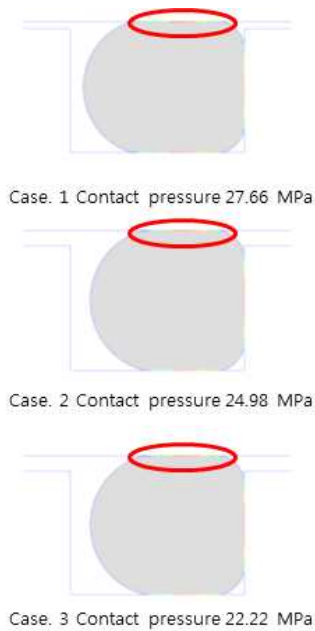 Case. 1 Contact pressure 27.66 MPa
Case. 2 Contact pressure 24.98 MPa
Case. 3 Contact pressure 22.22 MPa